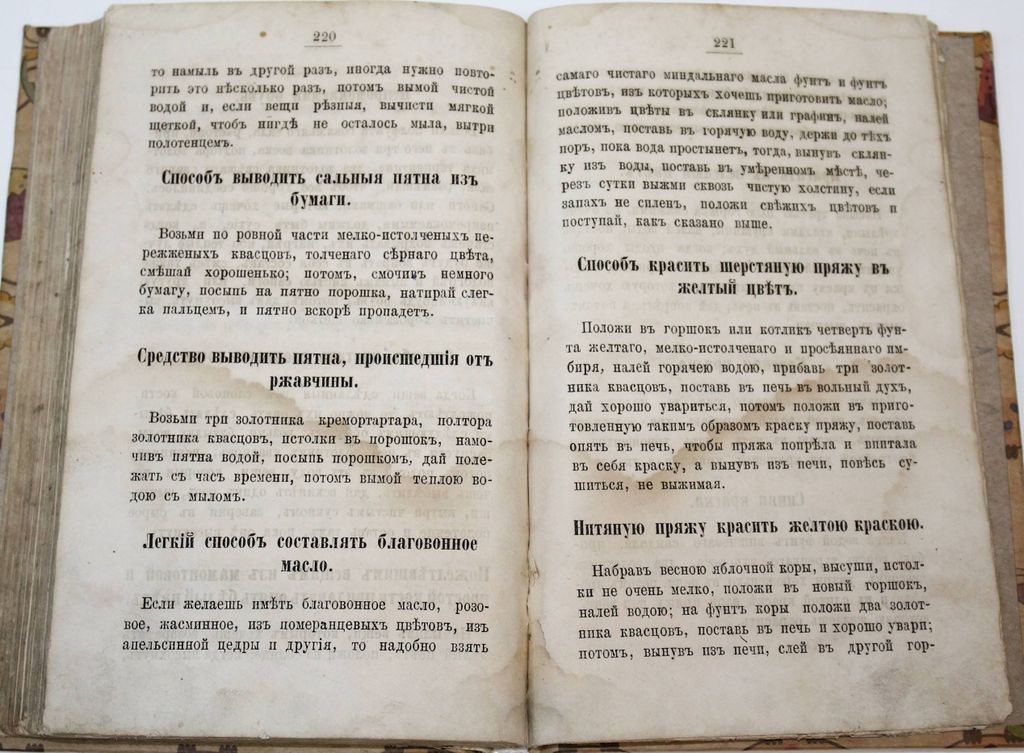 220
то намыль въ другой разъ, иногда нужно повто-
рить это нѣсколько разъ, потомъ вымой чистой
водой и, если вещи рѣзныя, вычисти мягкой
щеткой, чтобъ нигдѣ не осталось мыла, вытри
полотенцемъ.
Способъ выводить сальныя пятна изъ
бумаги.
Возьми по ровной части мелко-истолченыхъ пе-
режженыхъ квасцовъ, толченаго сѣрнаго цвѣта,
смѣшай хорошенько; потомъ, смочивъ немного
бумагу, посыпь на пятно порошка, натирай слег-
ка пальцемъ, и пятно вскорѣ пропадетъ.
Средство выводить пятна, происшедшія отъ
ржавчины.
Возьми три золотника кремортартара, полтора
золотника квасцовъ, истолки въ порошокъ, намо-
чивъ пятна водой, посыпь порошкомъ, дай поле-
жать съ часъ времени, потомъ вымой теплою во-
дою съ мыломъ.
Легкій способъ составлять благовонное
масло.
Если желаешь имѣть благовонное масло, розо-
вое, жасминное, изъ померанцевыхъ цвѣтовъ, изъ
апельсинной цедры и другія, то надобно взять
221
самаго чистаго миндальнаго масла фунтъ и фунтъ
цвѣтовъ, изъ которыхъ хочешь приготовить масло;
положивъ цвѣты въ склянку или графинъ, налей
масломъ, поставь въ горячую воду, держи до тѣхъ
поръ, пока вода простынетъ, тогда, вынувъ склян-
ку изъ воды, поставь въ умѣренномъ мѣстѣ, че-
резъ сутки выжми сквозь чистую холстину, если
запахъ не силенъ, положи свѣжихъ цвѣтовъ и
поступай, какъ сказано выше.
Способъ красить шерстяную пряжу въ
желтый цвѣтъ.
Положи въ горшокъ или котликъ четверть фун-
та желтаго, мелко-истолченаго и просѣяннаго им-
биря, налей горячею водою, прибавь три золот-
ника квасцовъ, поставь въ печь въ вольный духъ,
дай хорошо увариться, потомъ положи въ приго-
товленную такимъ образомъ краску пряжу, поставь
опять въ печь, чтобы пряжа попрѣла и впитала
въ себя краску, а вынувъ изъ печи, повѣсь су-
шиться, не выжимая.
Нитяную пряжу красить желтою краскою.
Набравъ весною яблочной коры, высуши, истол-
ки не очень мелко, положи въ новый горшокъ,
налей водою; на фунтъ коры положи два золот-
ника квасцовъ, поставь въ печь и хорошо увари;
потомъ, вынувъ изъ печи, слей въ другой гор-